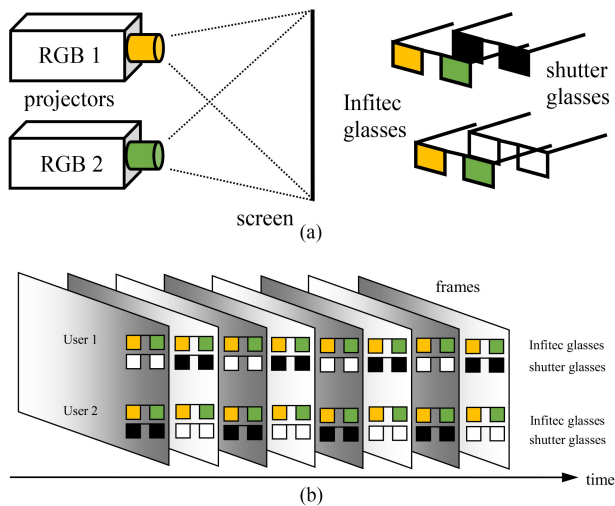 RGB 1
projectors
RGB 2
screen
Infitec
glasses
shutter
glasses
(a)
frames
User 1
Infitec glasses
shutter glasses
User 2
Infitec glasses
shutter glasses
time
(b)